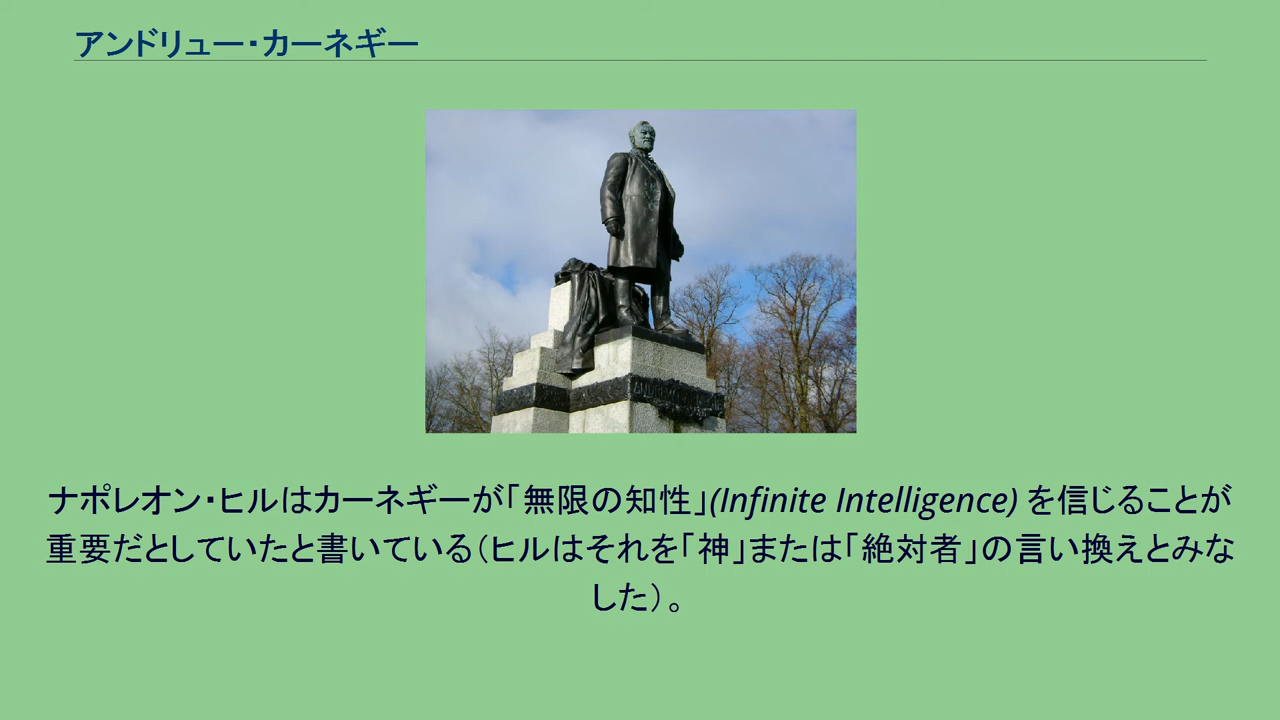 アンドリュー・カーネギー
ナポレオン・ヒルはカーネギーが「無限の知性」(Infinite Intelligence) を信じることが
重要だとしていたと書いている（ヒルはそれを「神」または「絶対者」の言い換えとみな
した）。